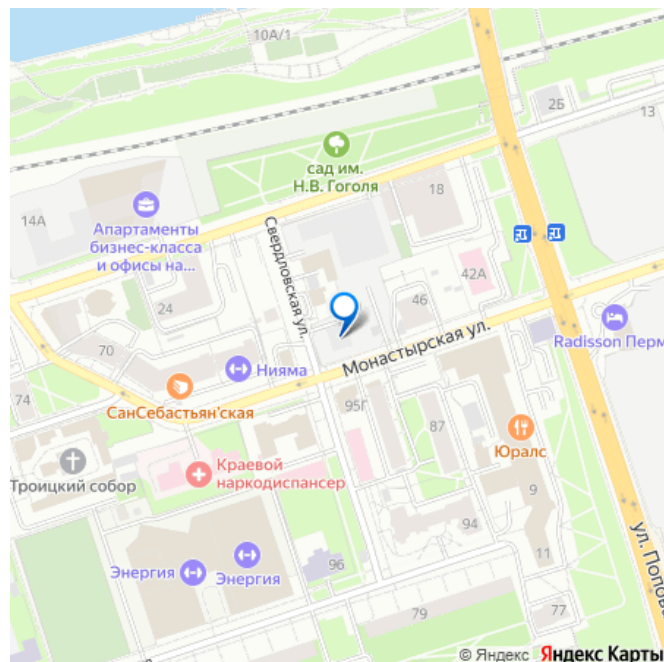 10А/1
2Б
13
сад им.
Н.В. Гоголя
18
14А
Апартаменты
бизнес-класса
и офисы на...
Свердловская ул.
42А
24
46
Монастырская ул.
Radisson Перм
70
Нияма
74
СанСебастьян'ская
95Г
87
Юралс
Троицкий собор
Краевой
наркодиспансер
9
94
Энергия
Энергия
96
11
ул. Попова
79
77
© Яндекс Яндекс Карты